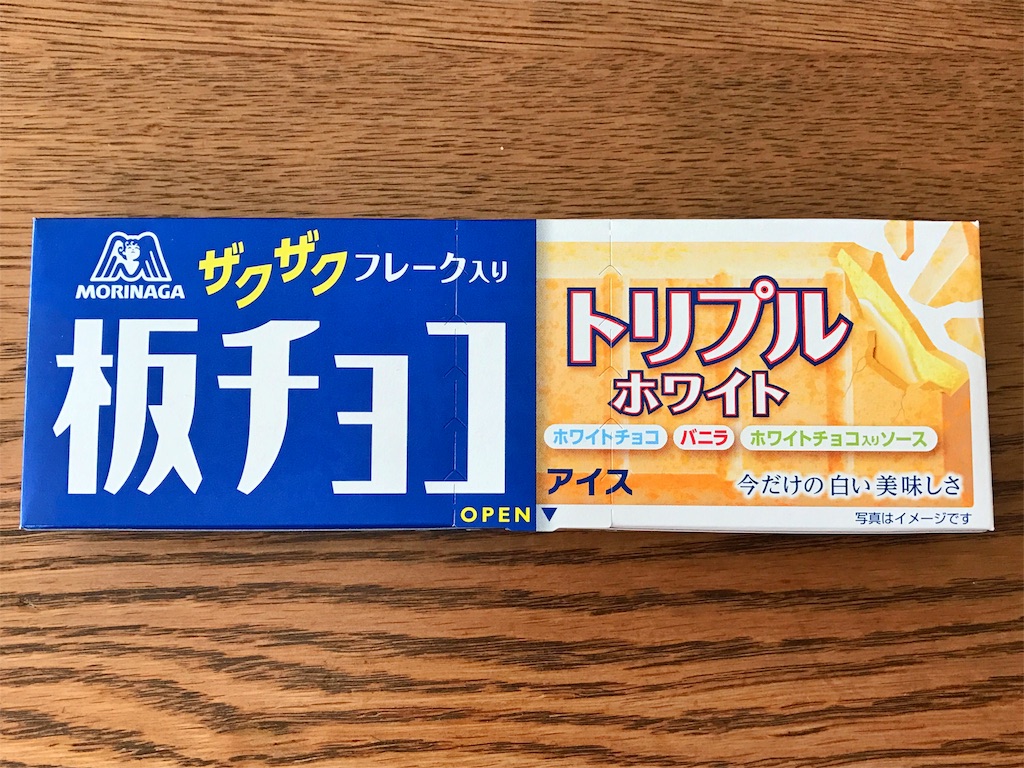 MORINAGA
ザクザクフレーク入り
板チョコ
OPEN
アイス
トリプル
ホワイト
ホワイトチョコ バニラ ホワイトチョコ入りソース
今だけの白い美味しさ
写真はイメージです